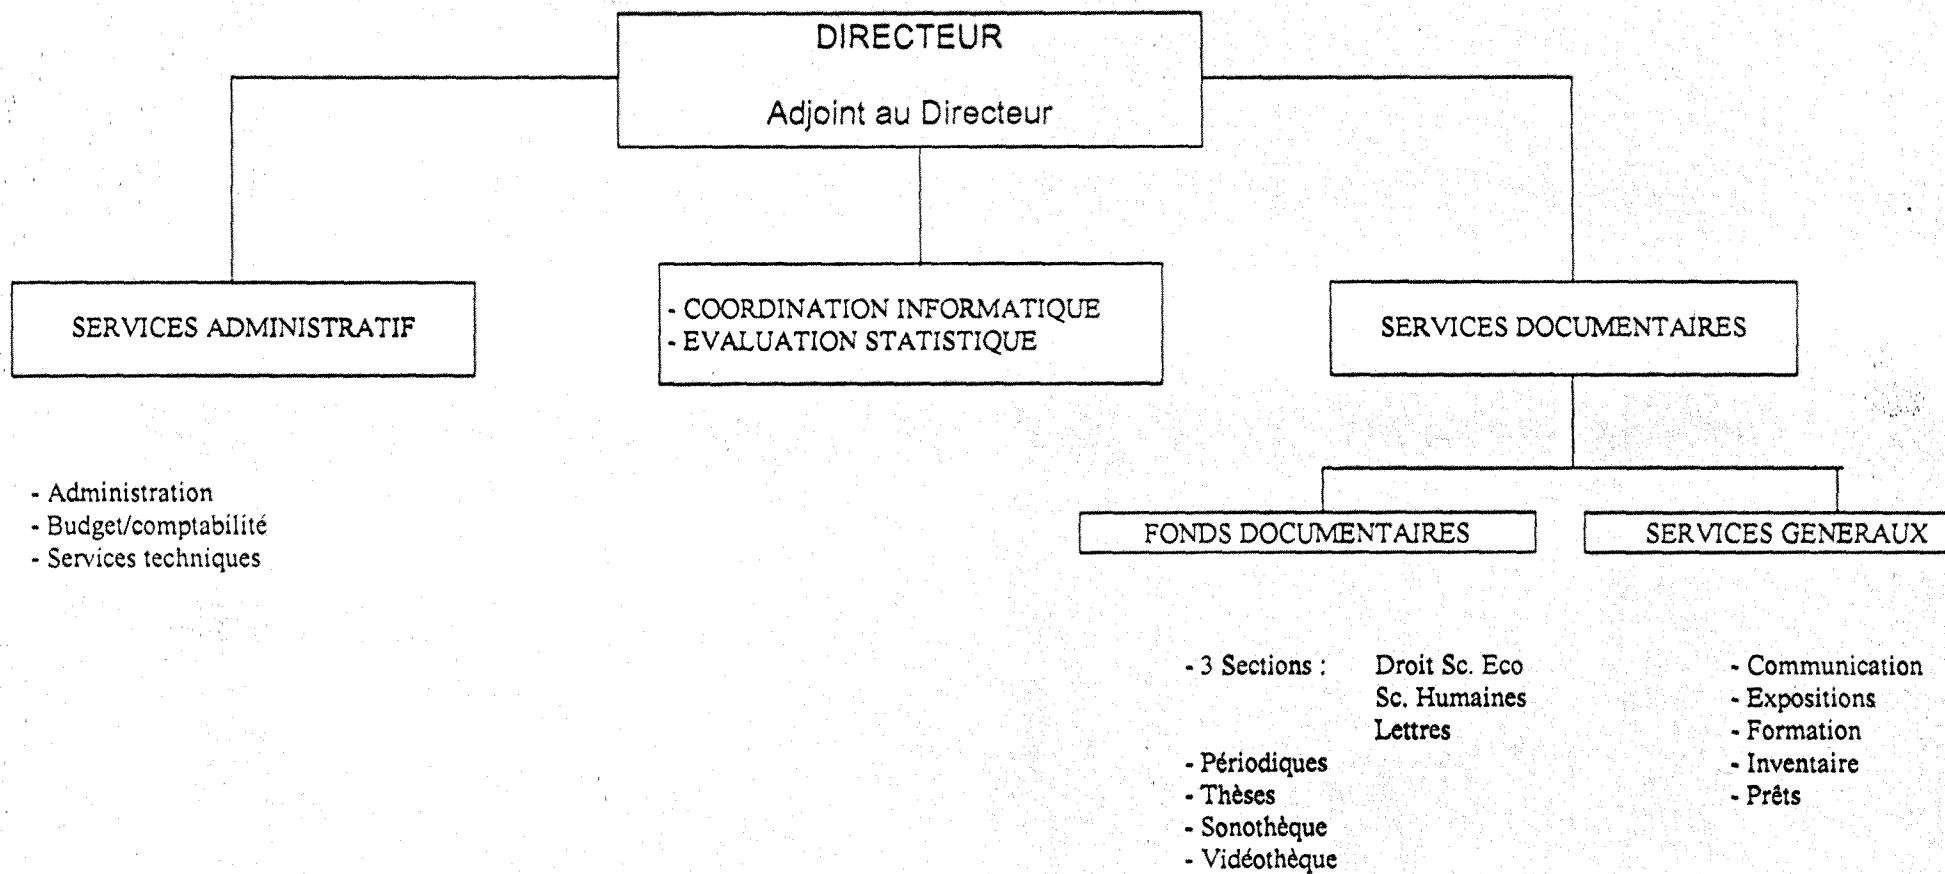 DIRECTEUR
Adjoint au Directeur
SERVICES ADMINISTRATIF
- COORDINATION INFORMATIQUE
- EVALUATION STATISTIQUE
SERVICES DOCUMENTAIRES
- Administration
- Budget/comptabilité
- Services techniques
FONDS DOCUMENTAIRES
SERVICES GENERAUX
- 3 Sections : Droit Sc. Eco
Sc. Humaines
Lettres
- Périodiques
- Thèses
- Sonothèque
- Vidéothèque
- Communication
- Expositions
- Formation
- Inventaire
- Prêts